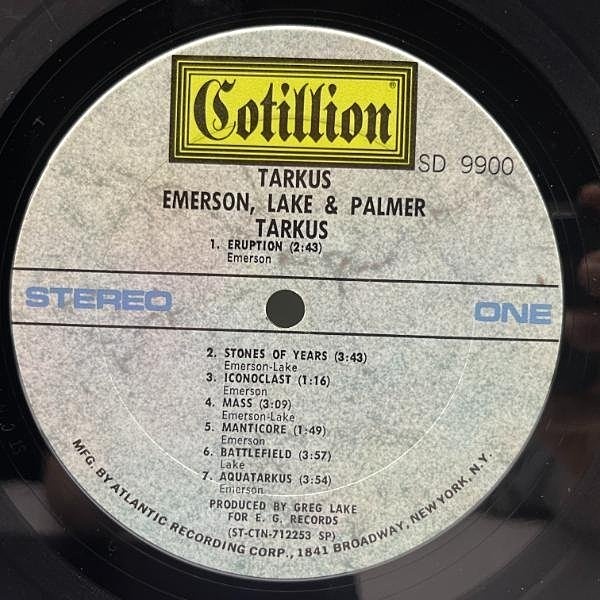 Cotillion®
SD 9900
TARKUS
EMERSON, LAKE & PALMER
TARKUS
1. ERUPTION (2:43)
Emerson
STEREO
ONE
2. STONES OF YEARS (3:43)
Emerson-Lake
3. ICONOCLAST (1:16)
Emerson
4. MASS (3:09)
Emerson-Lake
5. MANTICORE (1:49)
Emerson
6. BATTLEFIELD (3:57)
Lake
7. AQUATARKUS (3:54)
Emerson
PRODUCED BY GREG LAKE
FOR E. G. RECORDS
(ST-CTN-712253 SP)
MFG. BY ATLANTIC RECORDING CORP., 1841 BROADWAY, NEW YORK, N.Y.